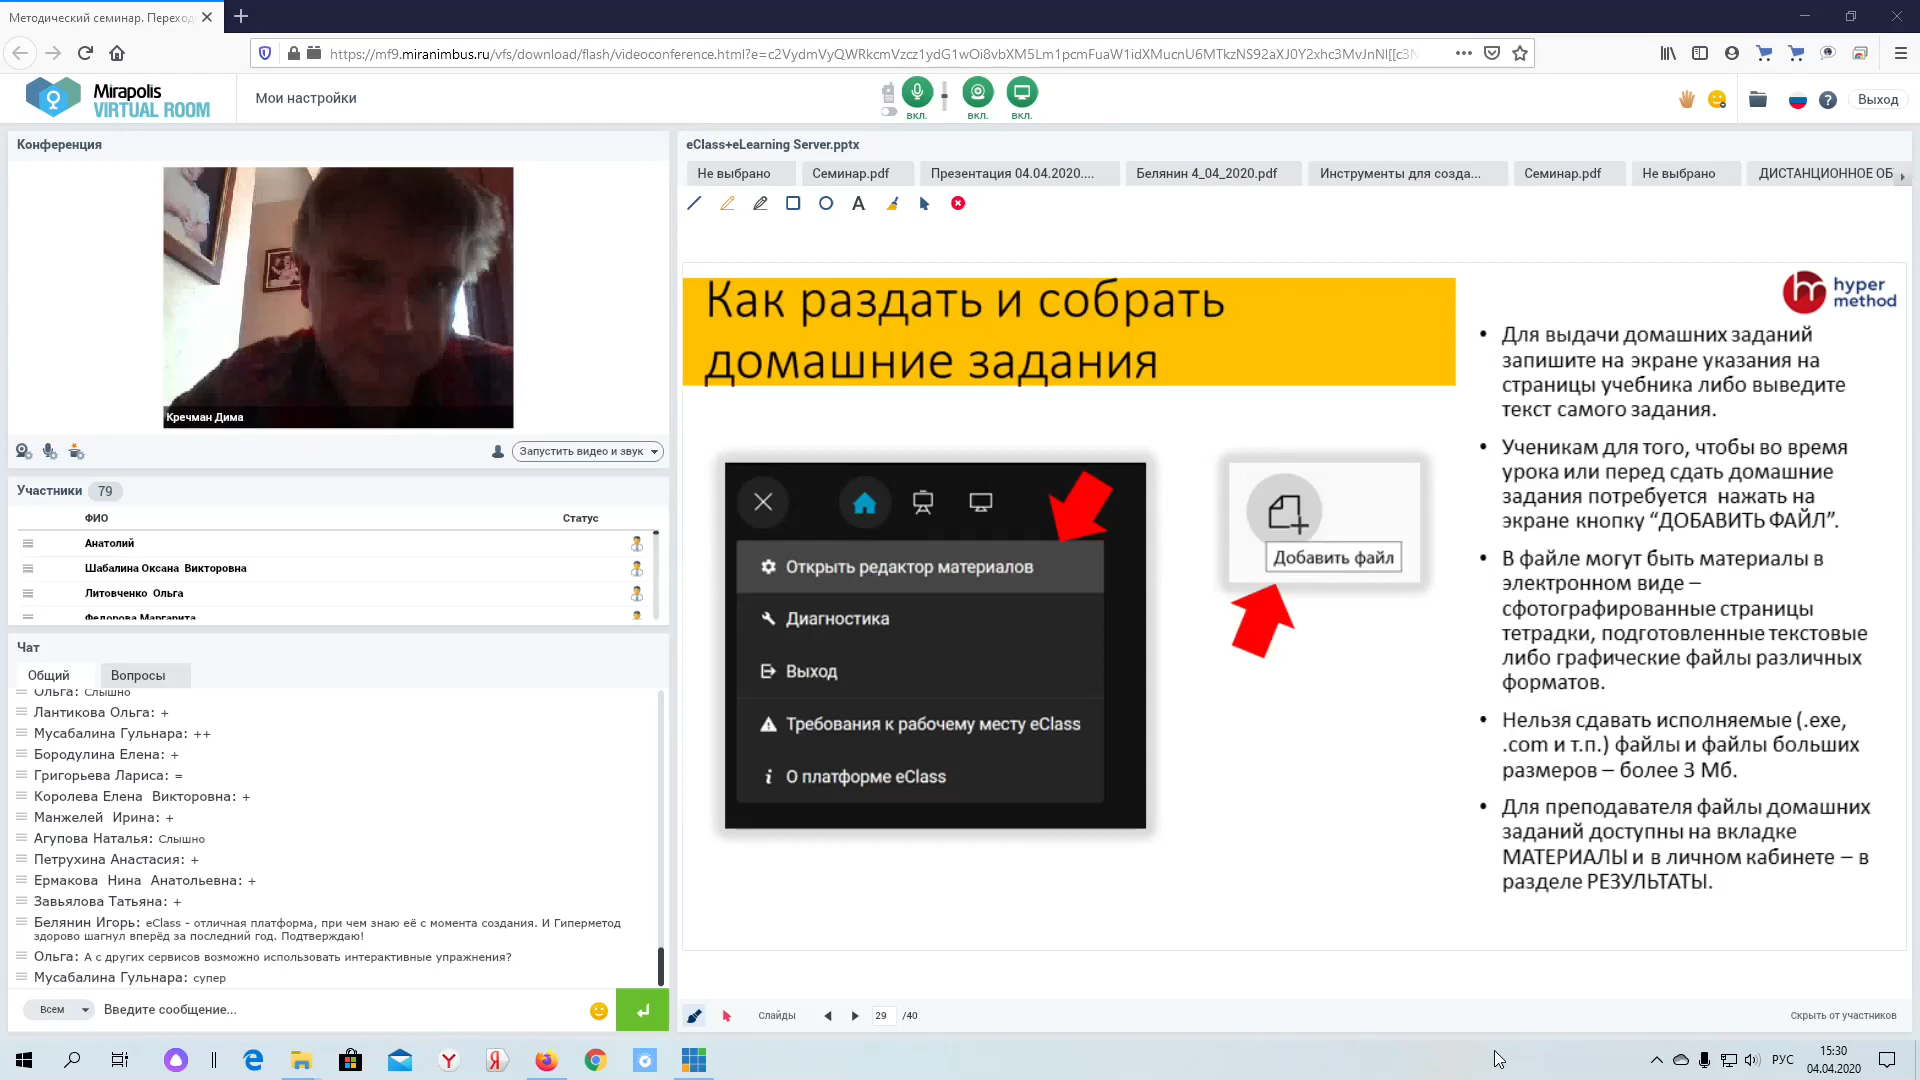 Методический семинар. Переход
https://mf9.miranimbus.ru/vfs/download/flash/videoconference.html?e=
Mirapolis
VIRTUAL ROOM
Мои настройки
вкл.
вкл.
вкл.
Выход
Конференция
Кречман Дима
Запустить видео и звук
Участники 79
ФИО Статус
Анатолий
Шабалина Оксана Викторовна
Литовченко Ольга
Федорова Маргарита
Чат
Общий Вопросы
Ольга: Слышно
Лантикова Ольга: +
Мусабалина Гульнара: ++
Бородулина Елена: +
Григорьева Лариса: =
Королева Елена Викторовна: +
Манжелей Ирина: +
Агупова Наталья: Слышно
Петрухина Анастасия: +
Ермакова Нина Анатольевна: +
Завьялова Татьяна: +
Белянин Игорь: eClass - отличная платформа, при чем знаю её с момента создания. И Гиперметод
здорово шагнул вперёд за последний год. Подтверждаю!
Ольга: А с других сервисов возможно использовать интерактивные упражнения?
Мусабалина Гульнара: супер
Всем Введите сообщение...
eClass+eLearning Server.pptx
Не выбрано Семинар.pdf Презентация 04.04.2020.... Белянин 4_04_2020.pdf Инструменты для созда... Семинар.pdf Не выбрано ДИСТАНЦИОННОЕ ОБ
A
Как раздать и собрать
домашние задания
hyper
method
Открыть редактор материалов
Диагностика
Выход
Требования к рабочему месту eClass
О платформе eClass
Добавить файл
• Для выдачи домашних заданий
запишите на экране указания на
страницы учебника либо выведите
текст самого задания.
• Ученикам для того, чтобы во время
урока или перед сдать домашние
задания потребуется нажать на
экране кнопку “ДОБАВИТЬ ФАЙЛ”.
• В файле могут быть материалы в
электронном виде –
сфотографированные страницы
тетрадки, подготовленные текстовые
либо графические файлы различных
форматов.
• Нельзя сдавать исполняемые (.exe,
.com и т.п.) файлы и файлы больших
размеров – более 3 Мб.
• Для преподавателя файлы домашних
заданий доступны на вкладке
МАТЕРИАЛЫ и в личном кабинете – в
разделе РЕЗУЛЬТАТЫ.
Слайды 29 /40
Скрыть от участников
РУС
15:30
04.04.2020